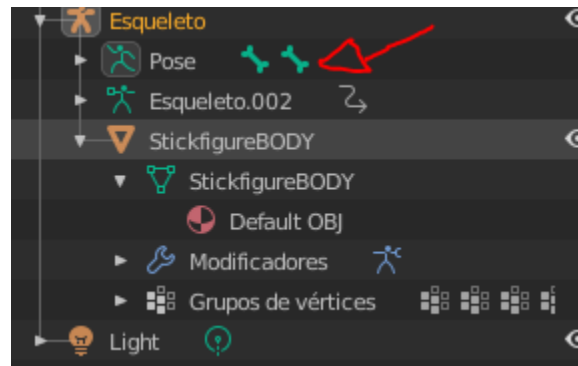 Esqueleto
Pose
Esqueleto.002
StickfigureBODY
StickfigureBODY
Default OBJ
Modificadores
Grupos de vértices
Light